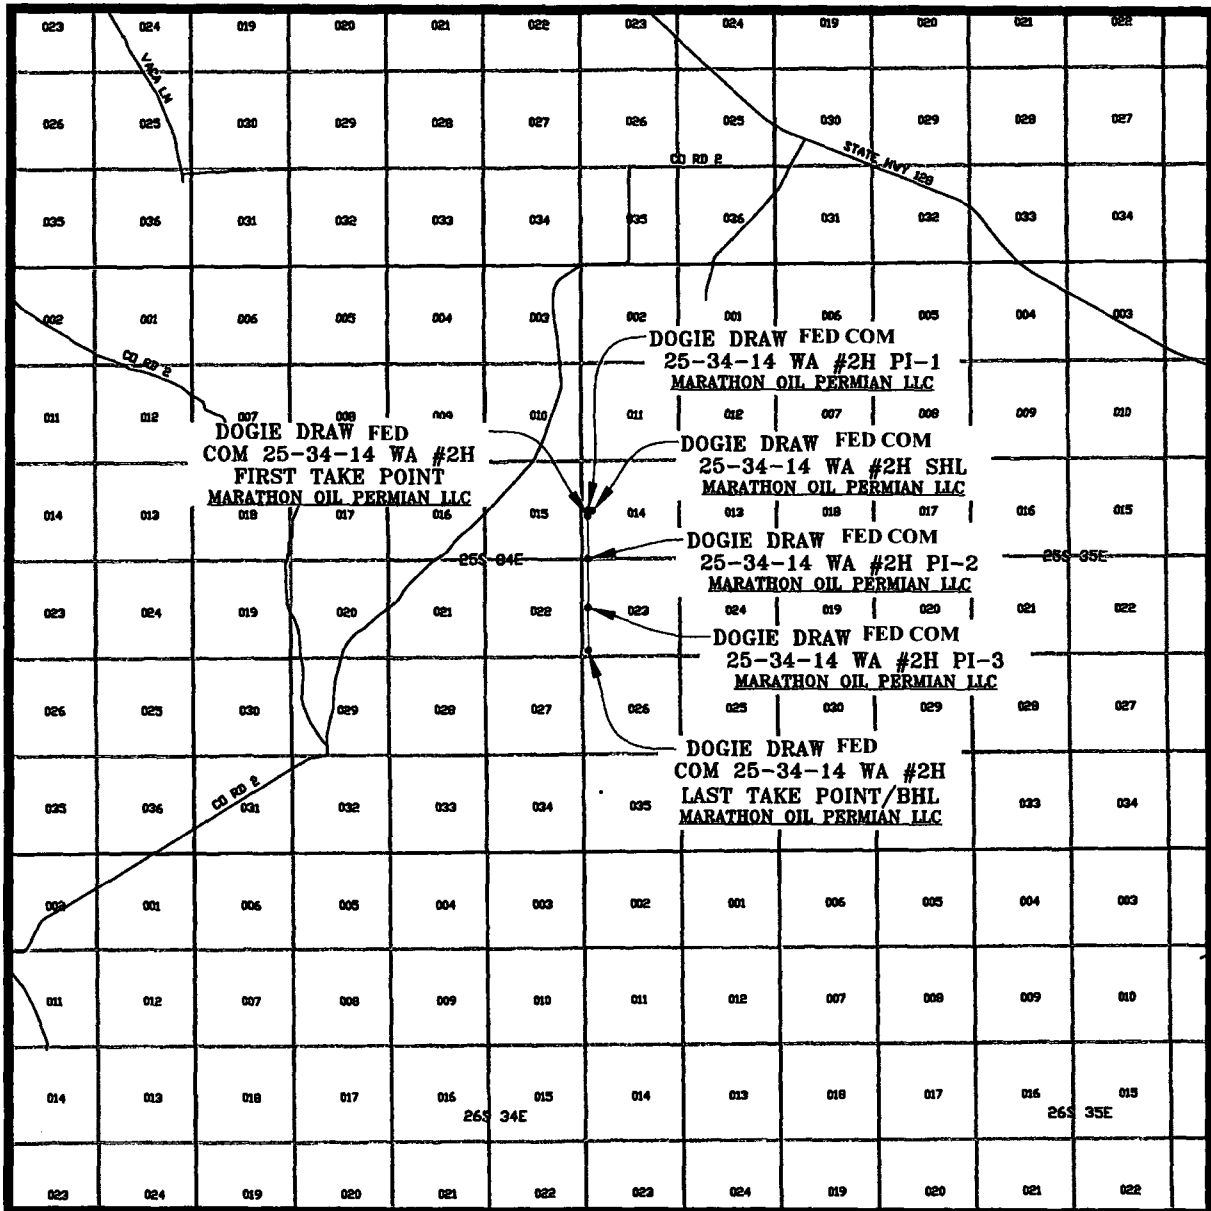 023 024 019 020 021 022 023 024 019 020 021 022
VACA LN
026 025 030 029 028 027 026 025 030 029 028 027
CO RD 2
STATE HWY 128
035 036 031 032 033 034 035 036 031 032 033 034
002 001 006 005 004 003 002 001 006 005 004 003
DOGIE DRAW FED COM
25-34-14 WA #2H PI-1
MARATHON OIL PERMIAN LLC
CO RD 2
011 012 007 008 009 010 011 012 007 008 009 010
DOGIE DRAW FED
COM 25-34-14 WA #2H
FIRST TAKE POINT
MARATHON OIL PERMIAN LLC
DOGIE DRAW FED COM
25-34-14 WA #2H SHL
MARATHON OIL PERMIAN LLC
014 013 018 017 016 015 014 013 018 017 016 015
DOGIE DRAW FED COM
25-34-14 WA #2H PI-2
MARATHON OIL PERMIAN LLC
25S 34E
25S 35E
023 024 019 020 021 022 023 024 019 020 021 022
DOGIE DRAW FED COM
25-34-14 WA #2H PI-3
MARATHON OIL PERMIAN LLC
026 025 030 029 028 027 026 025 030 029 028 027
DOGIE DRAW FED
COM 25-34-14 WA #2H
LAST TAKE POINT/BHL
MARATHON OIL PERMIAN LLC
CO RD 2
035 036 031 032 033 034 035 033 034
002 001 006 005 004 003 002 001 006 005 004 003
011 012 007 008 009 010 011 012 007 008 009 010
014 013 018 017 016 015 014 013 018 017 016 015
26S 34E
26S 35E
023 024 019 020 021 022 023 024 019 020 021 022